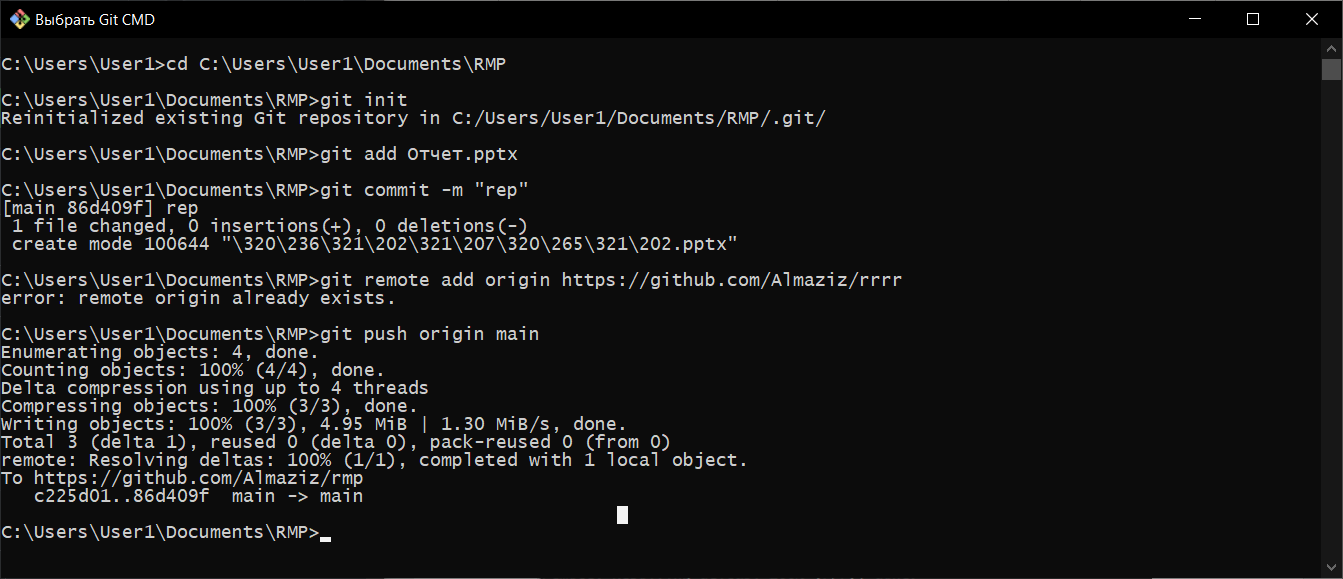 Выбрать Git CMD
C:\Users\User1>cd C:\Users\User1\Documents\RMP
C:\Users\User1\Documents\RMP>git init
Reinitialized existing Git repository in C:/Users/User1/Documents/RMP/.git/
C:\Users\User1\Documents\RMP>git add Отчет.pptx
C:\Users\User1\Documents\RMP>git commit -m "rep"
[main 86d409f] rep
 1 file changed, 0 insertions(+), 0 deletions(-)
 create mode 100644 "\320\236\321\202\321\207\320\265\321\202.pptx"
C:\Users\User1\Documents\RMP>git remote add origin https://github.com/Almaziz/rrrr
error: remote origin already exists.
C:\Users\User1\Documents\RMP>git push origin main
Enumerating objects: 4, done.
Counting objects: 100% (4/4), done.
Delta compression using up to 4 threads
Compressing objects: 100% (3/3), done.
Writing objects: 100% (3/3), 4.95 MiB | 1.30 MiB/s, done.
Total 3 (delta 1), reused 0 (delta 0), pack-reused 0 (from 0)
remote: Resolving deltas: 100% (1/1), completed with 1 local object.
To https://github.com/Almaziz/rmp
   c225d01..86d409f  main -> main
C:\Users\User1\Documents\RMP>